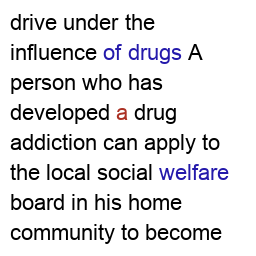 drive under the
influence of drugs A
person who has
developed a drug
addiction can apply to
the local social welfare
board in his home
community to become